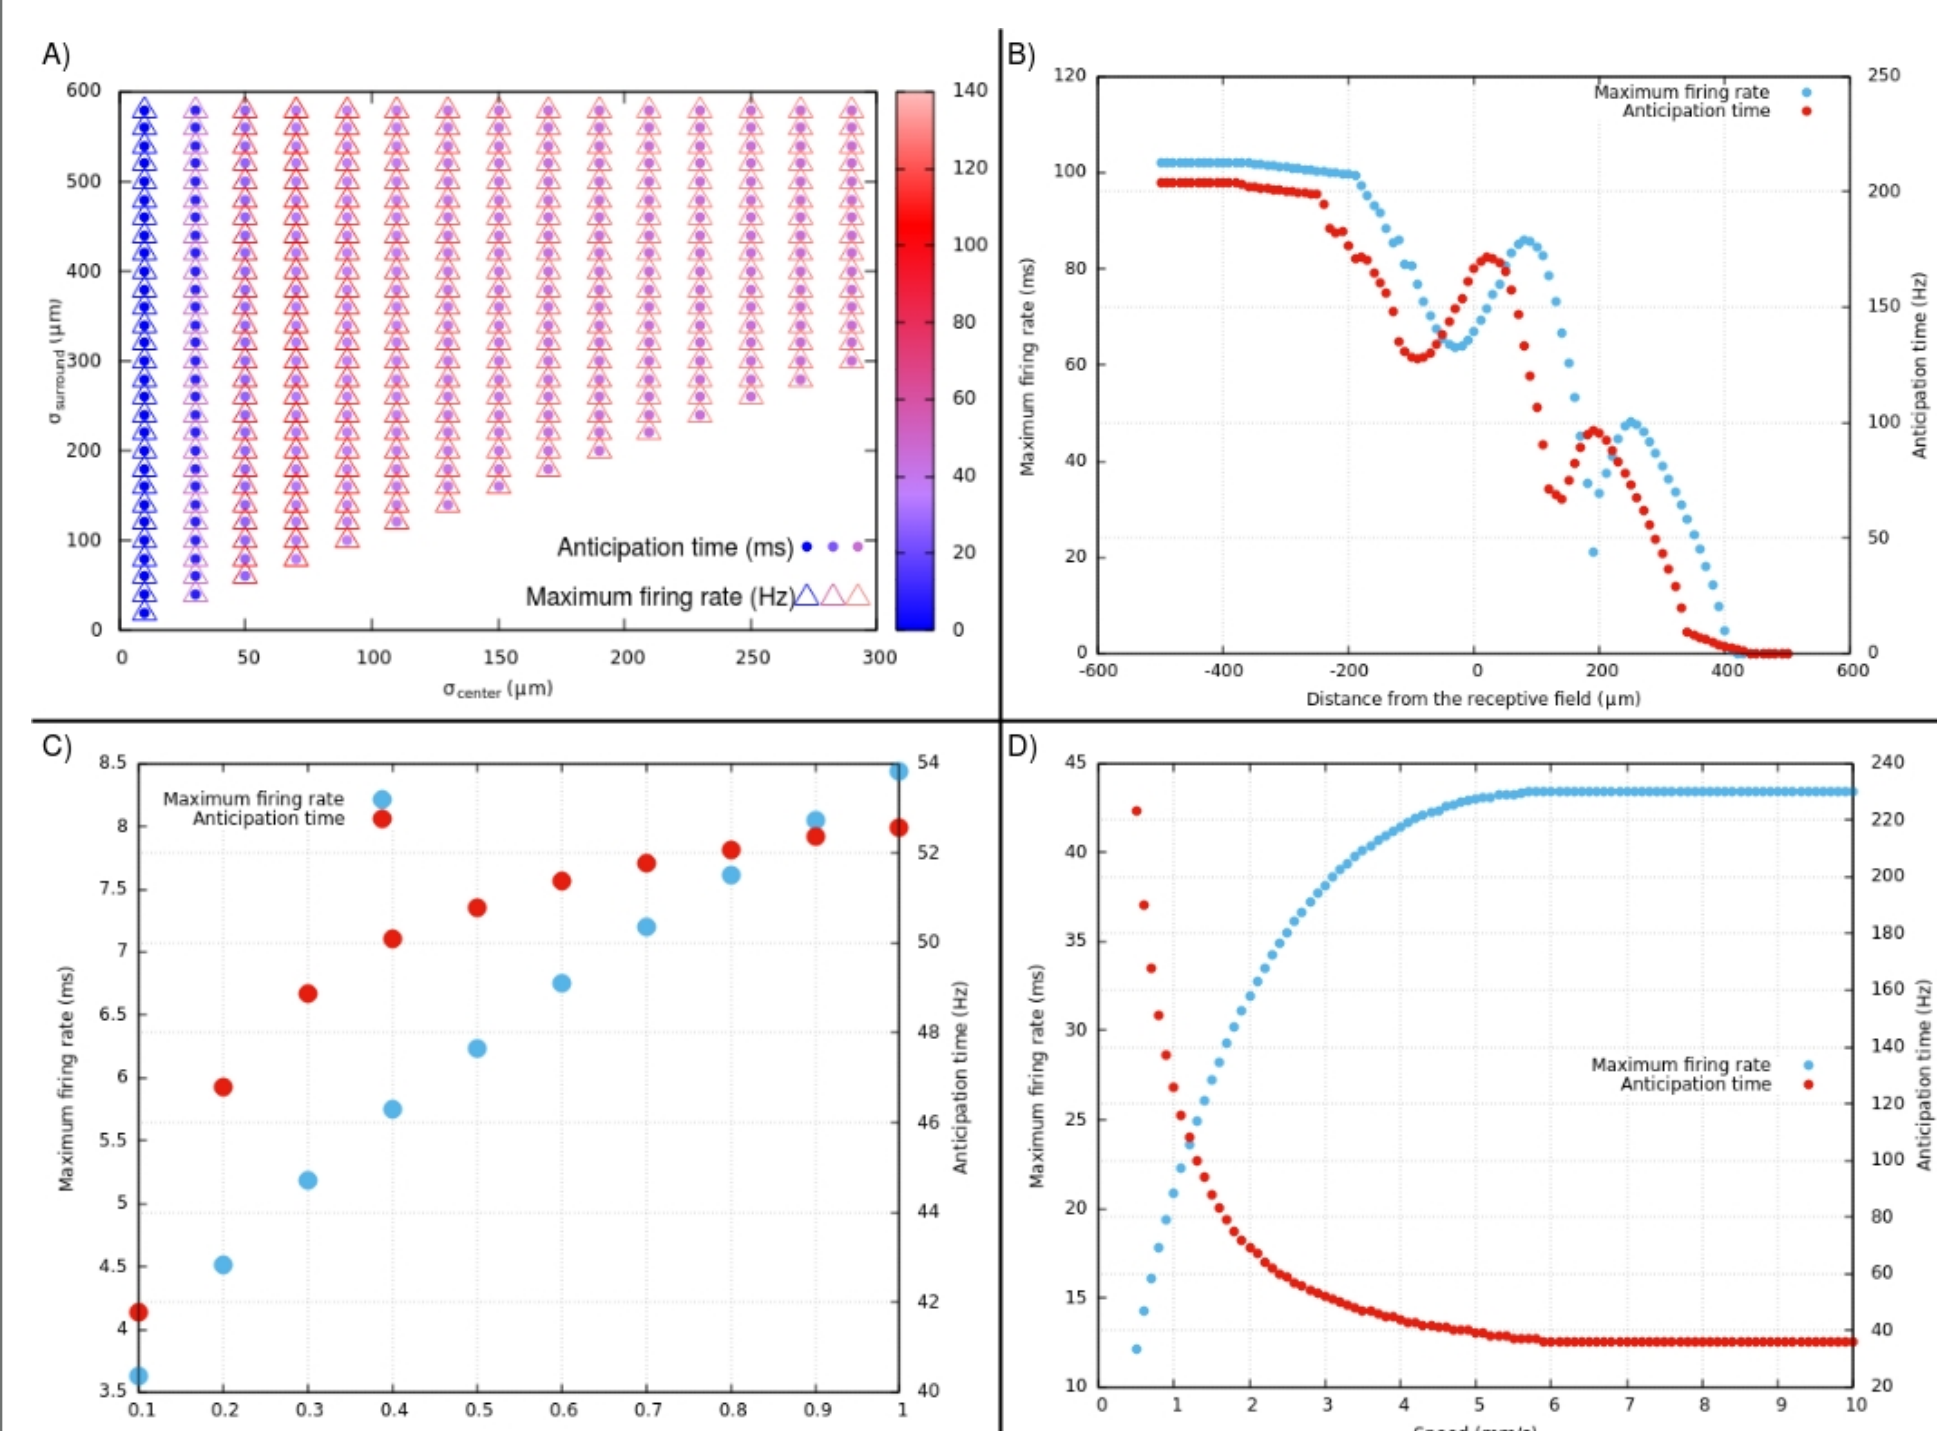 A)
600
500
400
300
200
100
0
σsurround (μm)
0 50 100 150 200 250 300
σcenter (μm)
Anticipation time (ms)
Maximum firing rate (Hz)
140
120
100
80
60
40
20
0
B)
120
100
80
60
40
20
0
Maximum firing rate (ms)
Maximum firing rate
Anticipation time
250
200
150
100
50
0
Anticipation time (Hz)
-600 -400 -200 0 200 400 600
Distance from the receptive field (μm)
C)
8.5
8
7.5
7
6.5
6
5.5
5
4.5
4
3.5
Maximum firing rate (ms)
Maximum firing rate
Anticipation time
54
52
50
48
46
44
42
40
Anticipation time (Hz)
0.1 0.2 0.3 0.4 0.5 0.6 0.7 0.8 0.9 1
D)
45
40
35
30
25
20
15
10
Maximum firing rate (ms)
Maximum firing rate
Anticipation time
240
220
200
180
160
140
120
100
80
60
40
20
Anticipation time (Hz)
0 1 2 3 4 5 6 7 8 9 10
Speed (mm/s)